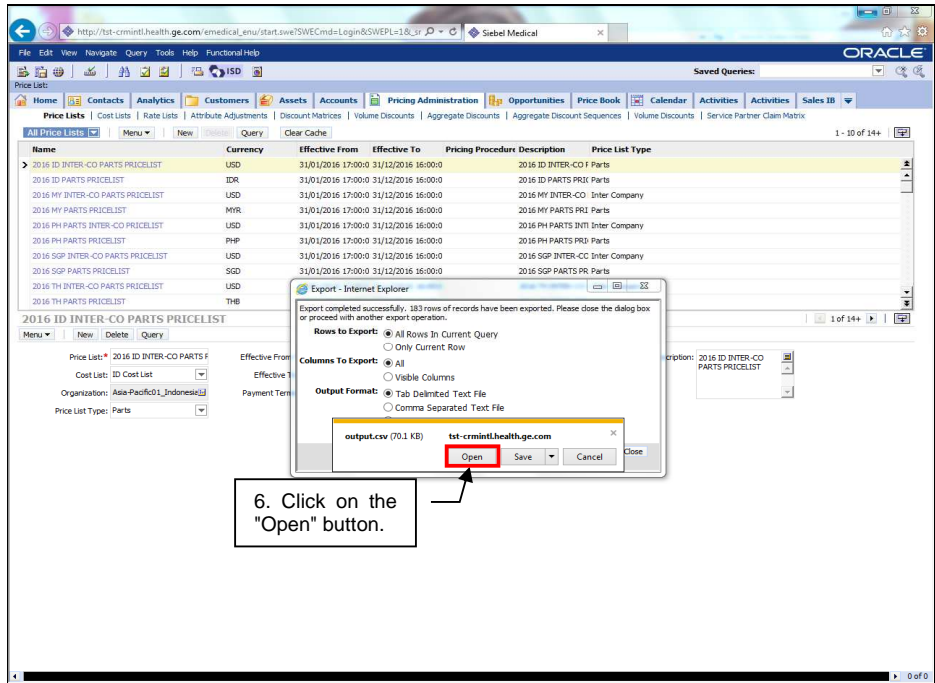 http://tst-crmintl.health.ge.com/emedical_enu/start.swe?SWECmd=Login&SWEPL=1&_sr
Siebel Medical
File Edit View Navigate Query Tools Help Functional Help
ORACLE
ISD
Saved Queries:
Price List:
Home Contacts Analytics Customers Assets Accounts Pricing Administration Opportunities Price Book Calendar Activities Activities Sales IB
Price Lists | Cost Lists | Rate Lists | Attribute Adjustments | Discount Matrices | Volume Discounts | Aggregate Discounts | Aggregate Discount Sequences | Volume Discounts | Service Partner Claim Matrix
All Price Lists Menu New Delete Query Clear Cache 1 - 10 of 14+
Name Currency Effective From Effective To Pricing Procedure Description Price List Type
2016 ID INTER-CO PARTS PRICELIST USD 31/01/2016 17:00:0 31/12/2016 16:00:0 2016 ID INTER-CO F Parts
2016 ID PARTS PRICELIST IDR 31/01/2016 17:00:0 31/12/2016 16:00:0 2016 ID PARTS PRI( Parts
2016 MY INTER-CO PARTS PRICELIST USD 31/01/2016 17:00:0 31/12/2016 16:00:0 2016 MY INTER-CO Inter Company
2016 MY PARTS PRICELIST MYR 31/01/2016 17:00:0 31/12/2016 16:00:0 2016 MY PARTS PRI Parts
2016 PH PARTS INTER-CO PRICELIST USD 31/01/2016 17:00:0 31/12/2016 16:00:0 2016 PH PARTS INTI Inter Company
2016 PH PARTS PRICELIST PHP 31/01/2016 17:00:0 31/12/2016 16:00:0 2016 PH PARTS PRI Parts
2016 SGP INTER-CO PARTS PRICELIST USD 31/01/2016 17:00:0 31/12/2016 16:00:0 2016 SGP INTER-CC Inter Company
2016 SGP PARTS PRICELIST SGD 31/01/2016 17:00:0 31/12/2016 16:00:0 2016 SGP PARTS PR Parts
2016 TH INTER-CO PARTS PRICELIST USD
2016 TH PARTS PRICELIST THB
Export - Internet Explorer
Export completed successfully. 183 rows of records have been exported. Please close the dialog box
or proceed with another export operation.
Rows to Export: All Rows In Current Query
Only Current Row
Columns To Export: All
Visible Columns
Output Format: Tab Delimited Text File
Comma Separated Text File
output.csv (70.1 KB) tst-crmintl.health.ge.com
Open Save Cancel
Close
2016 ID INTER-CO PARTS PRICELIST 1 of 14+
Menu New Delete Query
Price List:* 2016 ID INTER-CO PARTS F Effective From
Cost List: ID Cost List Effective T
Organization: Asia-Pacific01_Indonesia Payment Term
Price List Type: Parts
cription: 2016 ID INTER-CO
PARTS PRICELIST
6. Click on the
"Open" button.
0 of 0